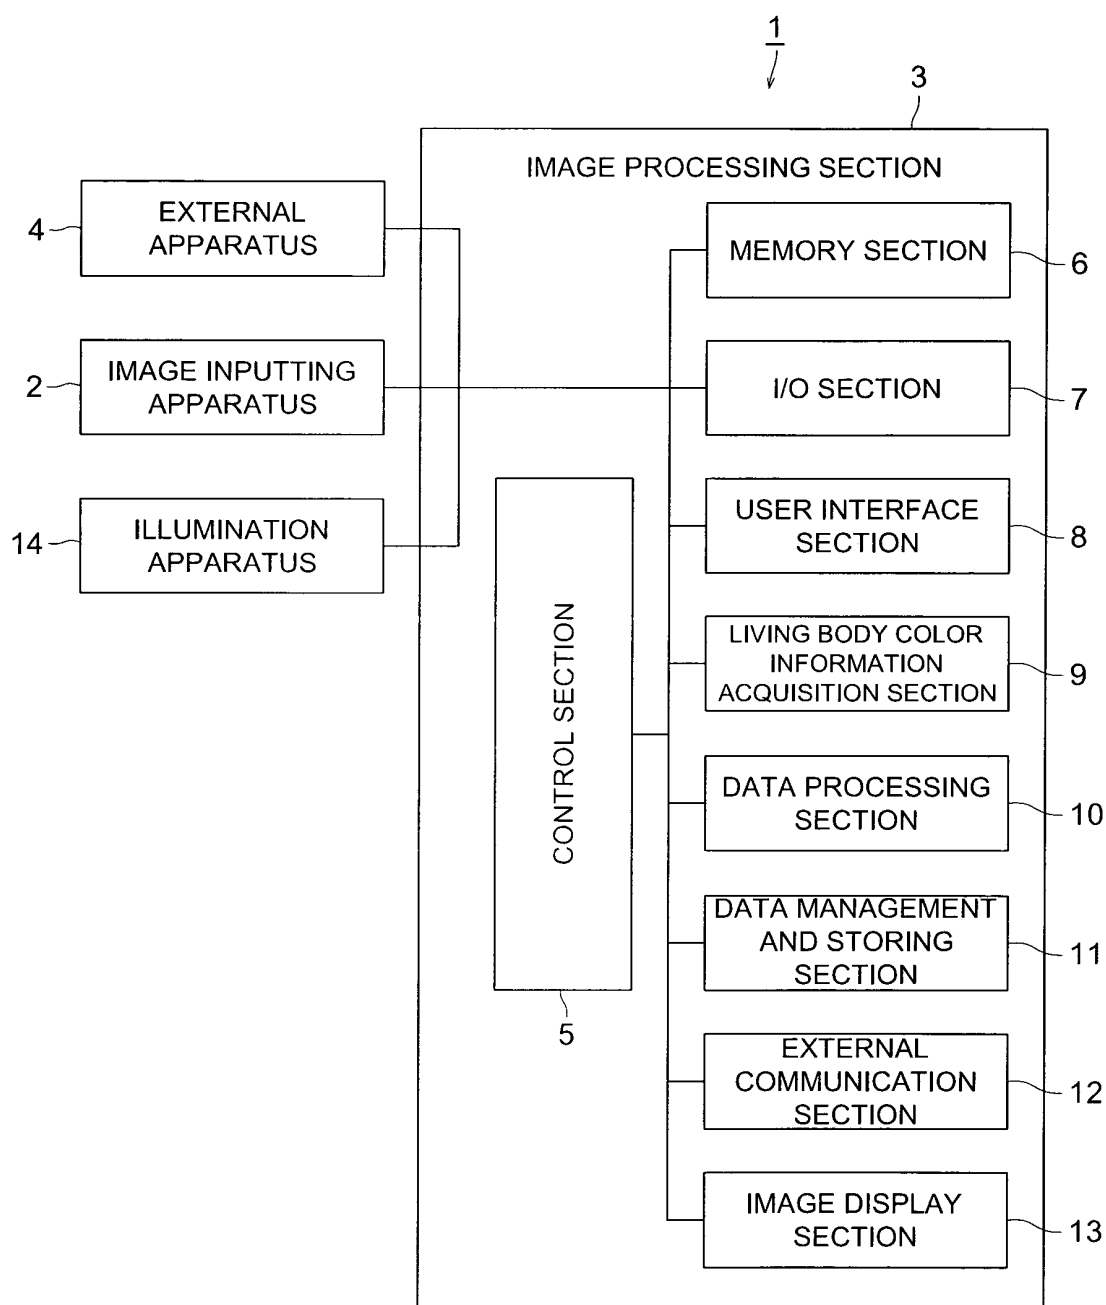 1
3
IMAGE PROCESSING SECTION
EXTERNAL
APPARATUS
4
MEMORY SECTION
6
IMAGE INPUTTING
APPARATUS
2
I/O SECTION
7
USER INTERFACE
SECTION
8
ILLUMINATION
APPARATUS
14
CONTROL SECTION
5
LIVING BODY COLOR
INFORMATION
ACQUISITION SECTION
9
DATA PROCESSING
SECTION
10
DATA MANAGEMENT
AND STORING
SECTION
11
EXTERNAL
COMMUNICATION
SECTION
12
IMAGE DISPLAY
SECTION
13